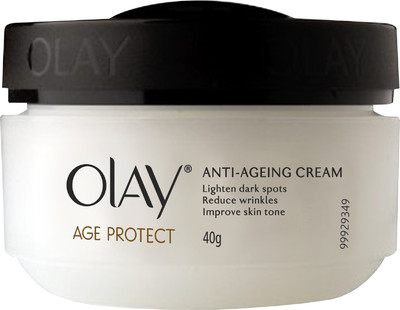 OLAY
OLAY®
AGE PROTECT
ANTI-AGEING CREAM
Lighten dark spots
Reduce wrinkles
Improve skin tone
40g
99929349